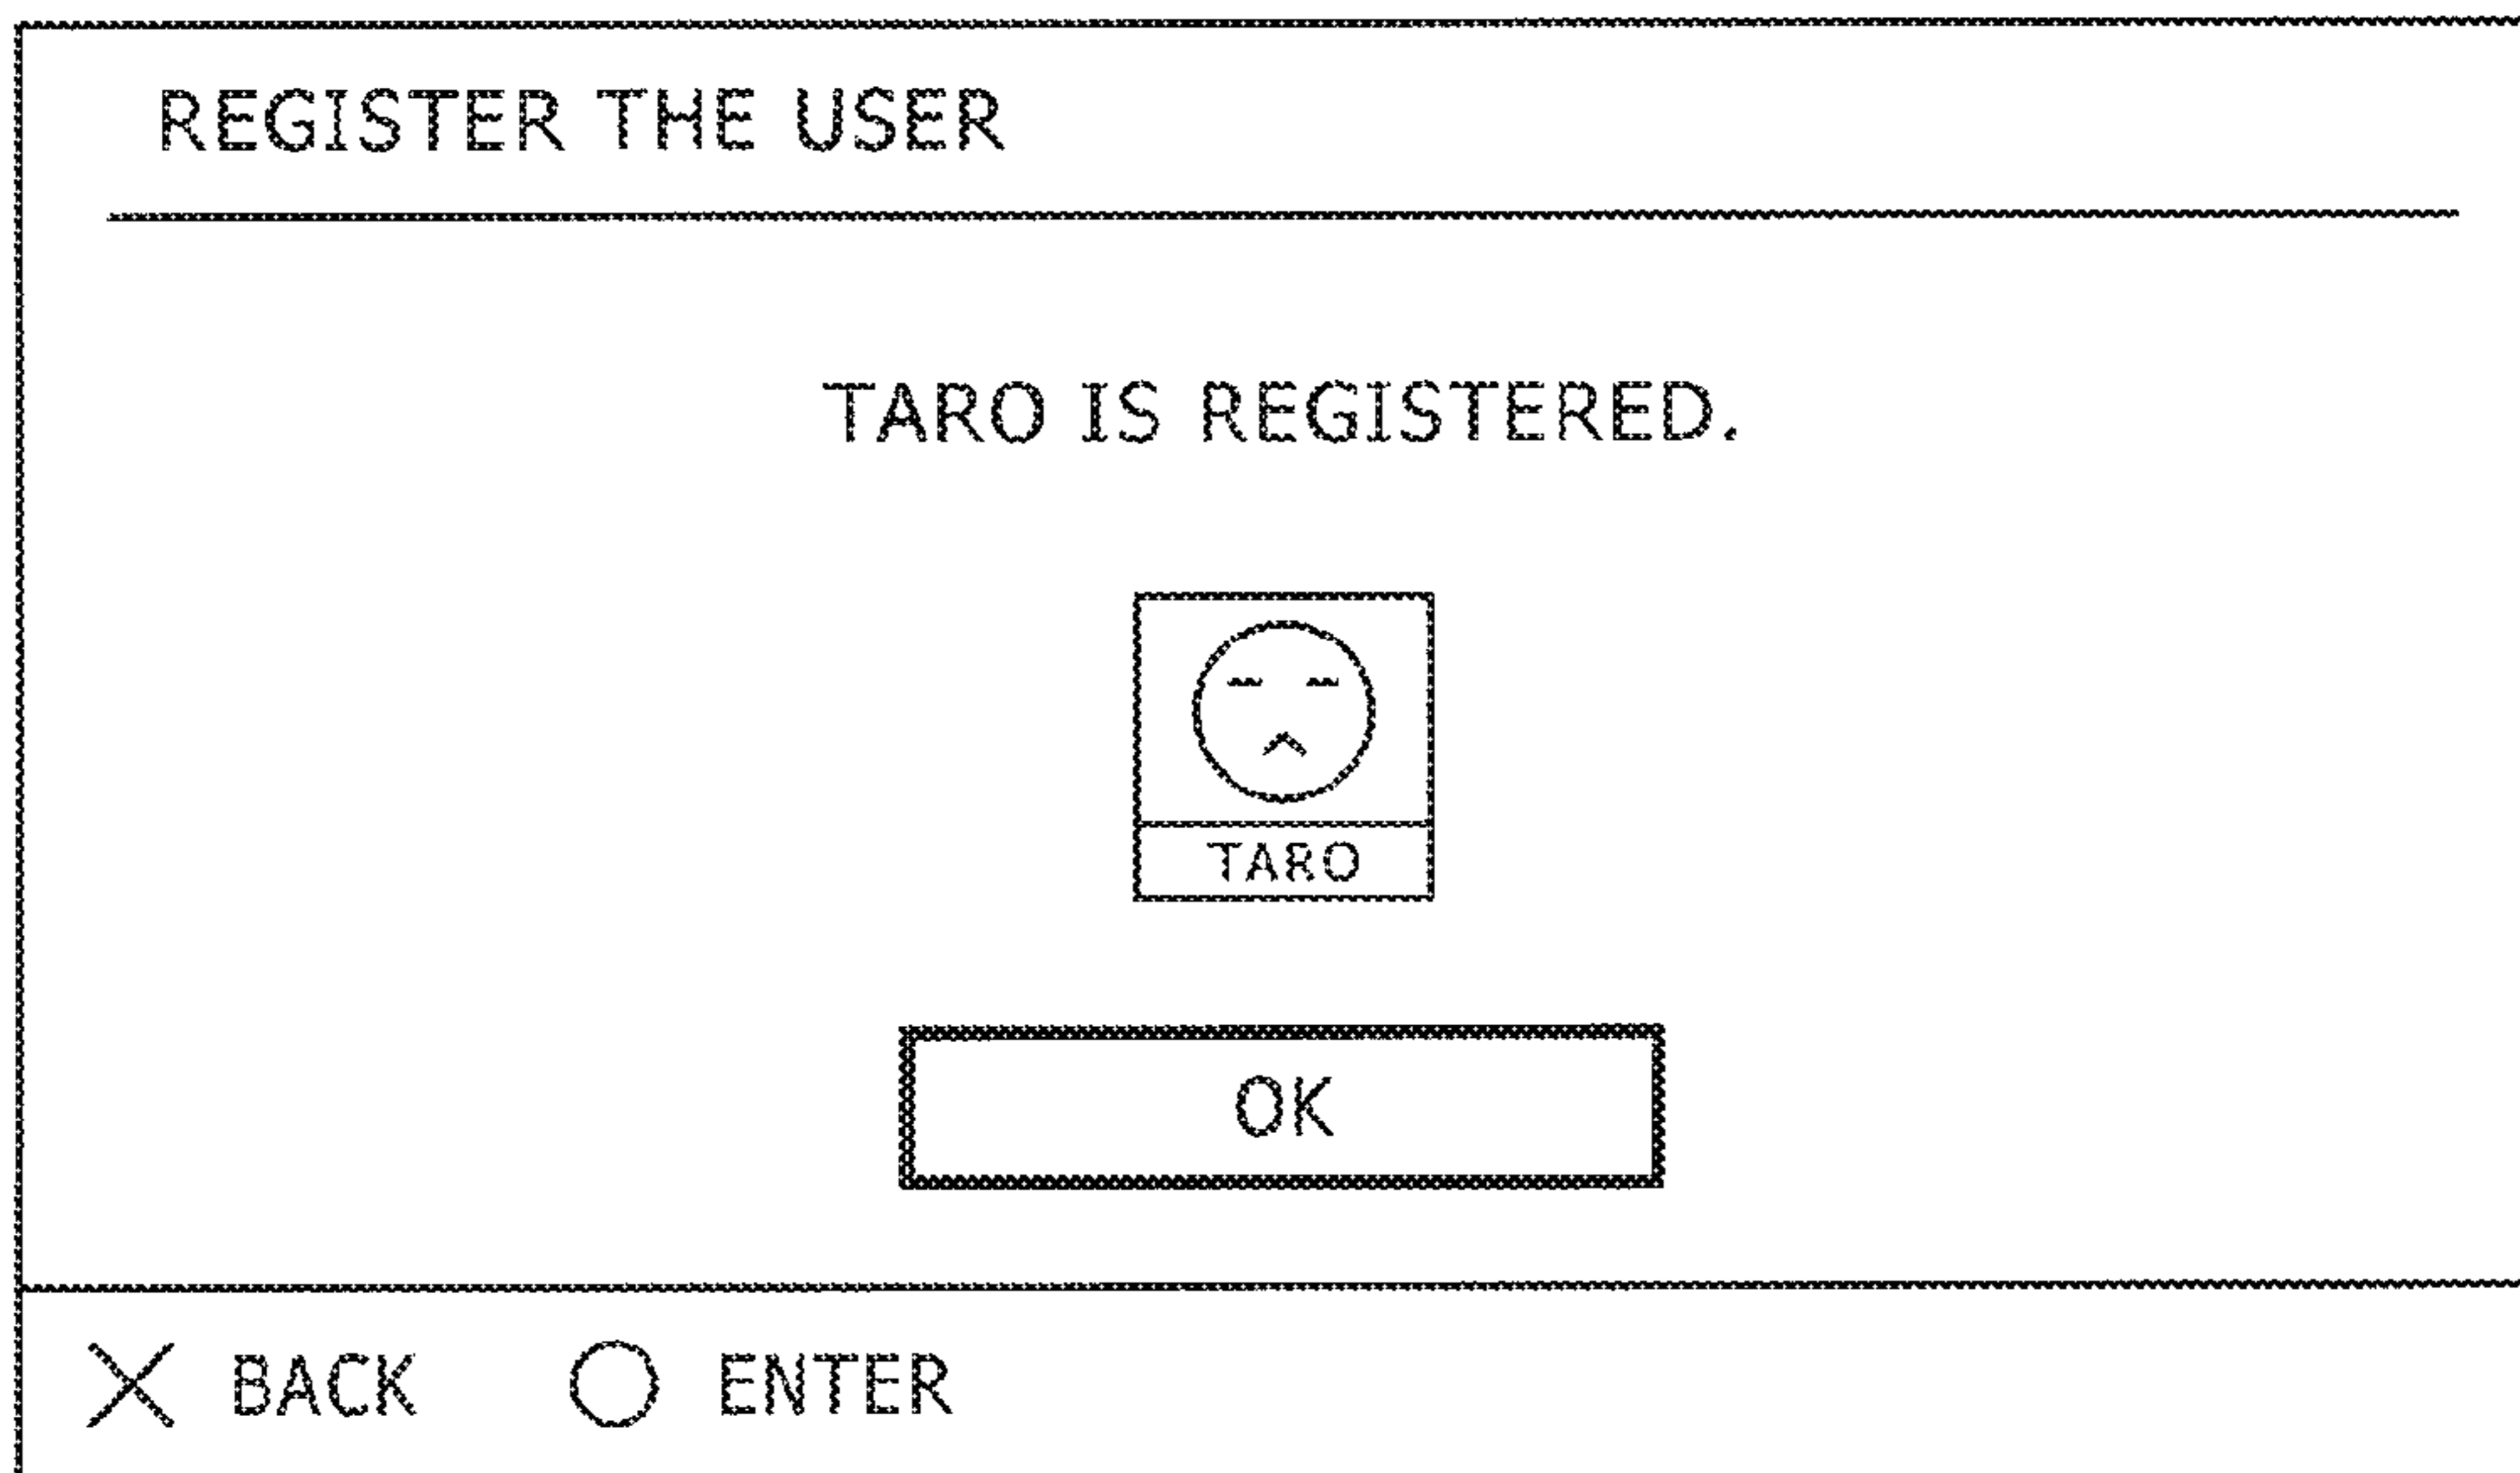 REGISTER THE USER
TARO IS REGISTERED.
TARO
OK
BACK ENTER